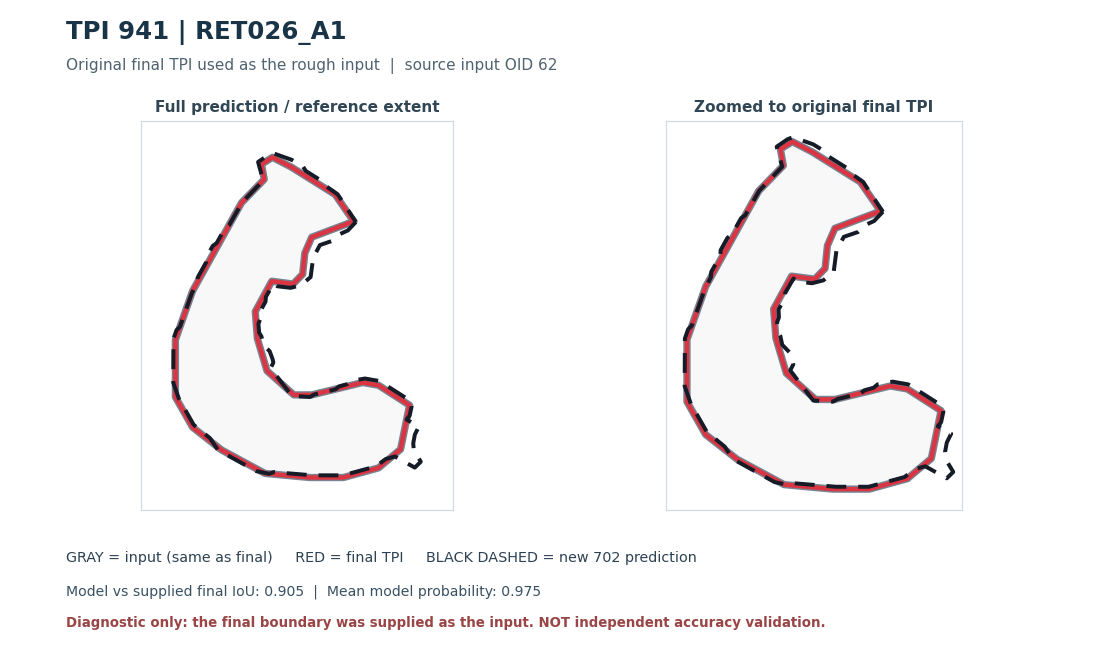 TPI 941 | RET026_A1
Original final TPI used as the rough input | source input OID 62
Full prediction / reference extent
Zoomed to original final TPI
GRAY = input (same as final) RED = final TPI BLACK DASHED = new 702 prediction
Model vs supplied final IoU: 0.905 | Mean model probability: 0.975
Diagnostic only: the final boundary was supplied as the input. NOT independent accuracy validation.